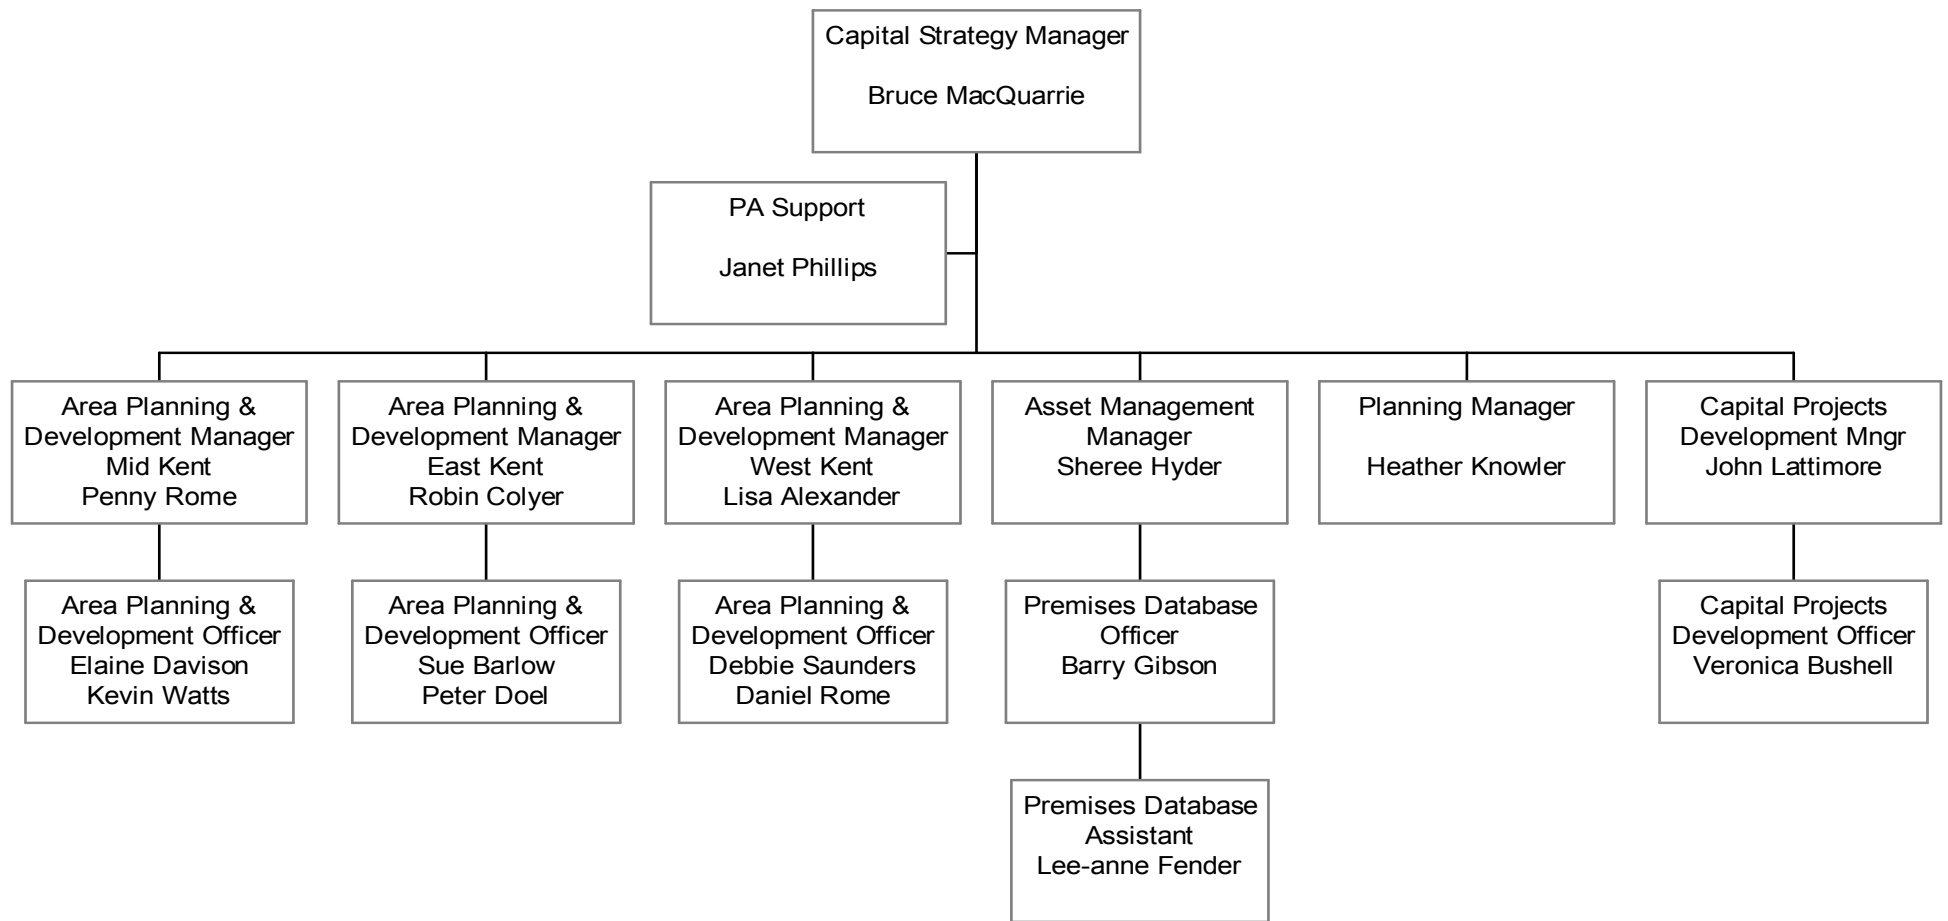 Capital Strategy Manager
Bruce MacQuarrie
PA Support
Janet Phillips
Area Planning &
Development Manager
Mid Kent
Penny Rome
Area Planning &
Development Manager
East Kent
Robin Colyer
Area Planning &
Development Manager
West Kent
Lisa Alexander
Asset Management
Manager
Sheree Hyder
Planning Manager
Heather Knowler
Capital Projects
Development Mngr
John Lattimore
Area Planning &
Development Officer
Elaine Davison
Kevin Watts
Area Planning &
Development Officer
Sue Barlow
Peter Doel
Area Planning &
Development Officer
Debbie Saunders
Daniel Rome
Premises Database
Officer
Barry Gibson
Capital Projects
Development Officer
Veronica Bushell
Premises Database
Assistant
Lee-anne Fender